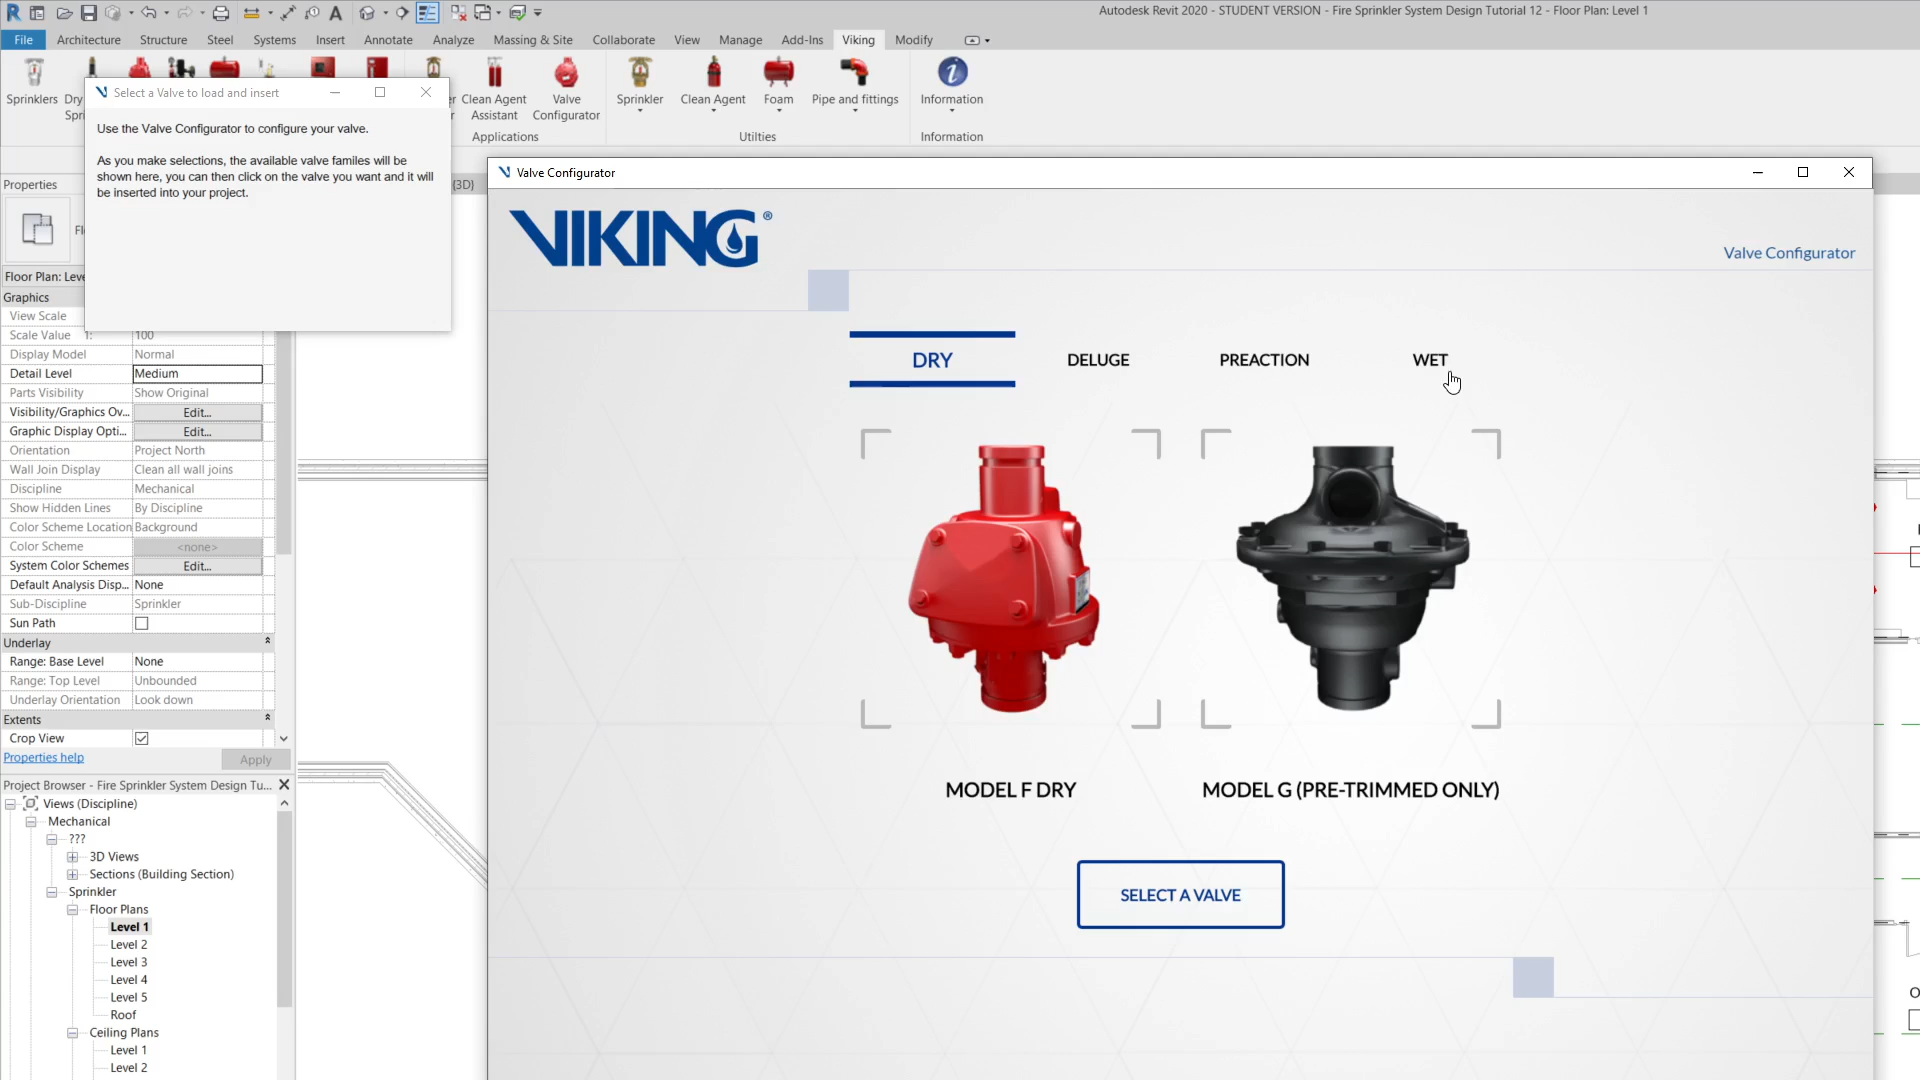 Autodesk Revit 2020 - STUDENT VERSION - Fire Sprinkler System Design Tutorial 12 - Floor Plan: Level 1
File Architecture Structure Steel Systems Insert Annotate Analyze Massing & Site Collaborate View Manage Add-Ins Viking Modify
Sprinklers Dry Clean Agent Valve Sprinkler Clean Agent Foam Pipe and fittings Information
Assistant Configurator
Applications Utilties Information
Select a Valve to load and insert
Use the Valve Configurator to configure your valve.
As you make selections, the available valve familes will be
shown here, you can then click on the valve you want and it will
be inserted into your project.
(3D)
Valve Configurator
VIKING®
Valve Configurator
DRY DELUGE PREACTION WET
MODEL F DRY MODEL G (PRE-TRIMMED ONLY)
SELECT A VALVE
Properties
Floor Plan: Leve
Graphics
View Scale
Scale Value 1: 100
Display Model Normal
Detail Level Medium
Parts Visibility Show Original
Visibility/Graphics Ov... Edit...
Graphic Display Opti... Edit...
Orientation Project North
Wall Join Display Clean all wall joins
Discipline Mechanical
Show Hidden Lines By Discipline
Color Scheme Location Background
Color Scheme <none>
System Color Schemes Edit...
Default Analysis Disp... None
Sub-Discipline Sprinkler
Sun Path
Underlay
Range: Base Level None
Range: Top Level Unbounded
Underlay Orientation Look down
Extents
Crop View
Properties help Apply
Project Browser - Fire Sprinkler System Design Tu...
Views (Discipline)
Mechanical
???
3D Views
Sections (Building Section)
Sprinkler
Floor Plans
Level 1
Level 2
Level 3
Level 4
Level 5
Roof
Ceiling Plans
Level 1
Level 2